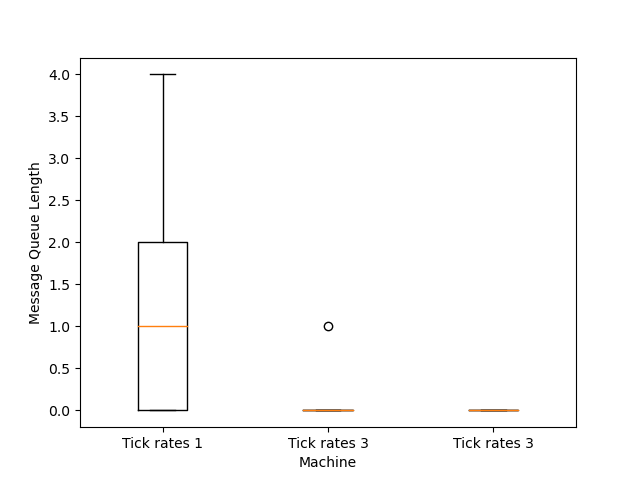 4.0
3.5
3.0
2.5
2.0
1.5
1.0
0.5
0.0
Message Queue Length
Tick rates 1
Tick rates 3
Tick rates 3
Machine